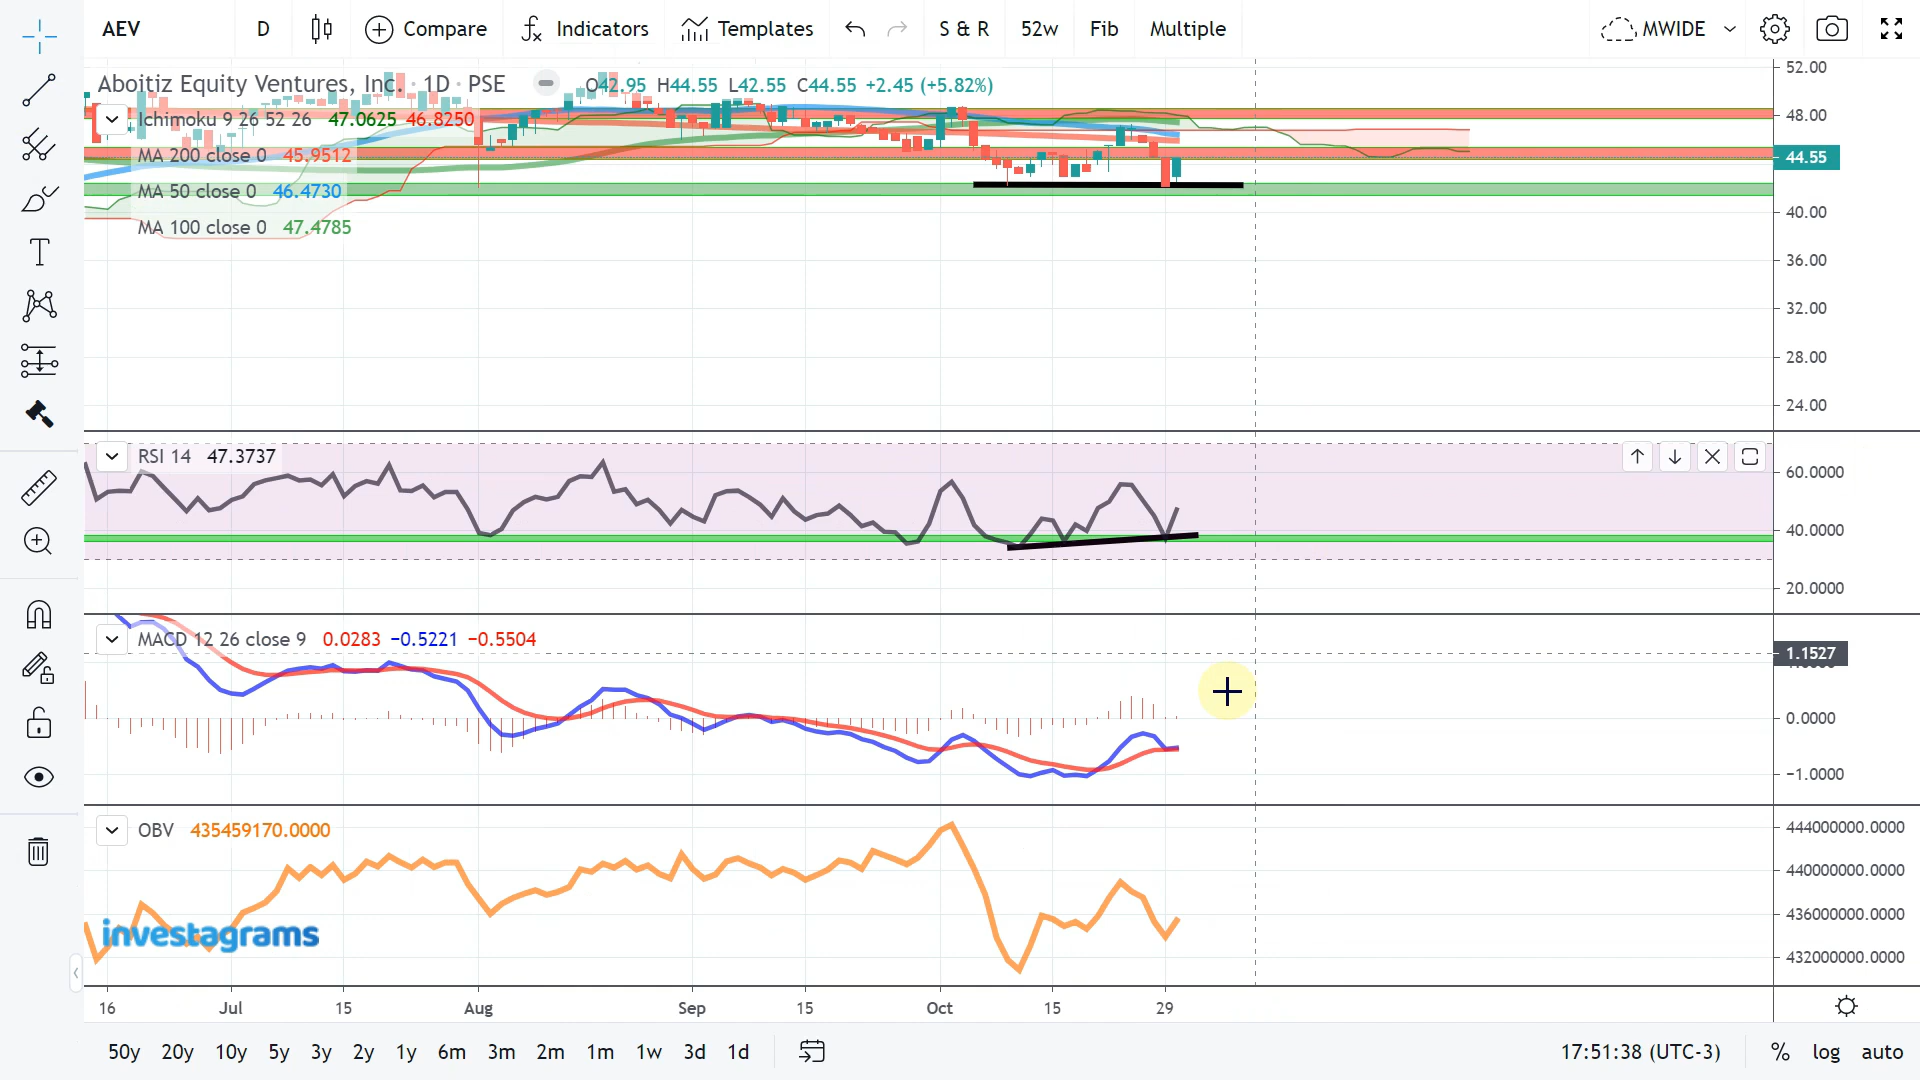 AEV D Compare Indicators Templates S & R 52w Fib Multiple MWIDE
Aboitiz Equity Ventures, Inc. · 1D · PSE O42.95 H44.55 L42.55 C44.55 +2.45 (+5.82%)
Ichimoku 9 26 52 26 47.0625 46.8250
MA 200 close 0 45.9512
MA 50 close 0 46.4730
MA 100 close 0 47.4785
52.00
48.00
44.55
40.00
36.00
32.00
28.00
24.00
RSI 14 47.3737
60.0000
40.0000
20.0000
MACD 12 26 close 9 0.0283 −0.5221 −0.5504
1.1527
0.0000
−1.0000
OBV 435459170.0000
444000000.0000
440000000.0000
436000000.0000
432000000.0000
investagrams
16 Jul 15 Aug Sep 15 Oct 15 29
50y 20y 10y 5y 3y 2y 1y 6m 3m 2m 1m 1w 3d 1d 17:51:38 (UTC-3) % log auto